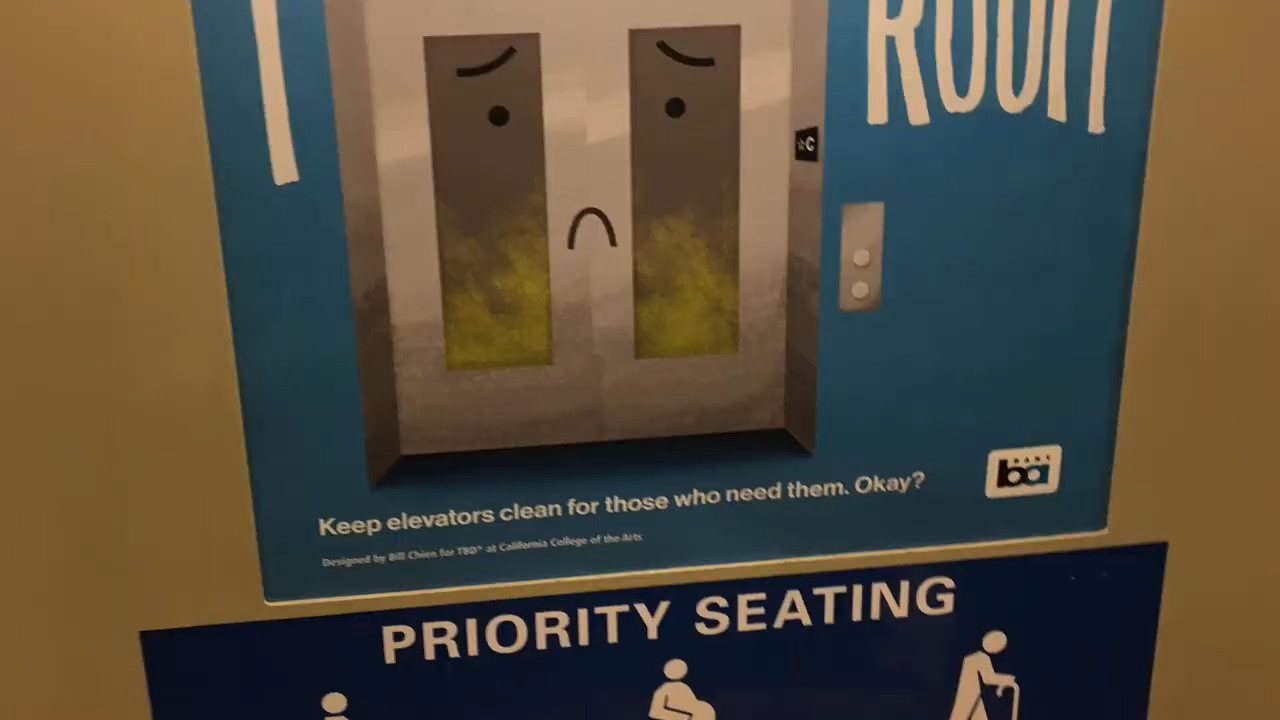 Keep elevators clean for those who need them. Okay?
Designed by Bill Chien for TBD* at California College of the Arts
ba
PRIORITY SEATING